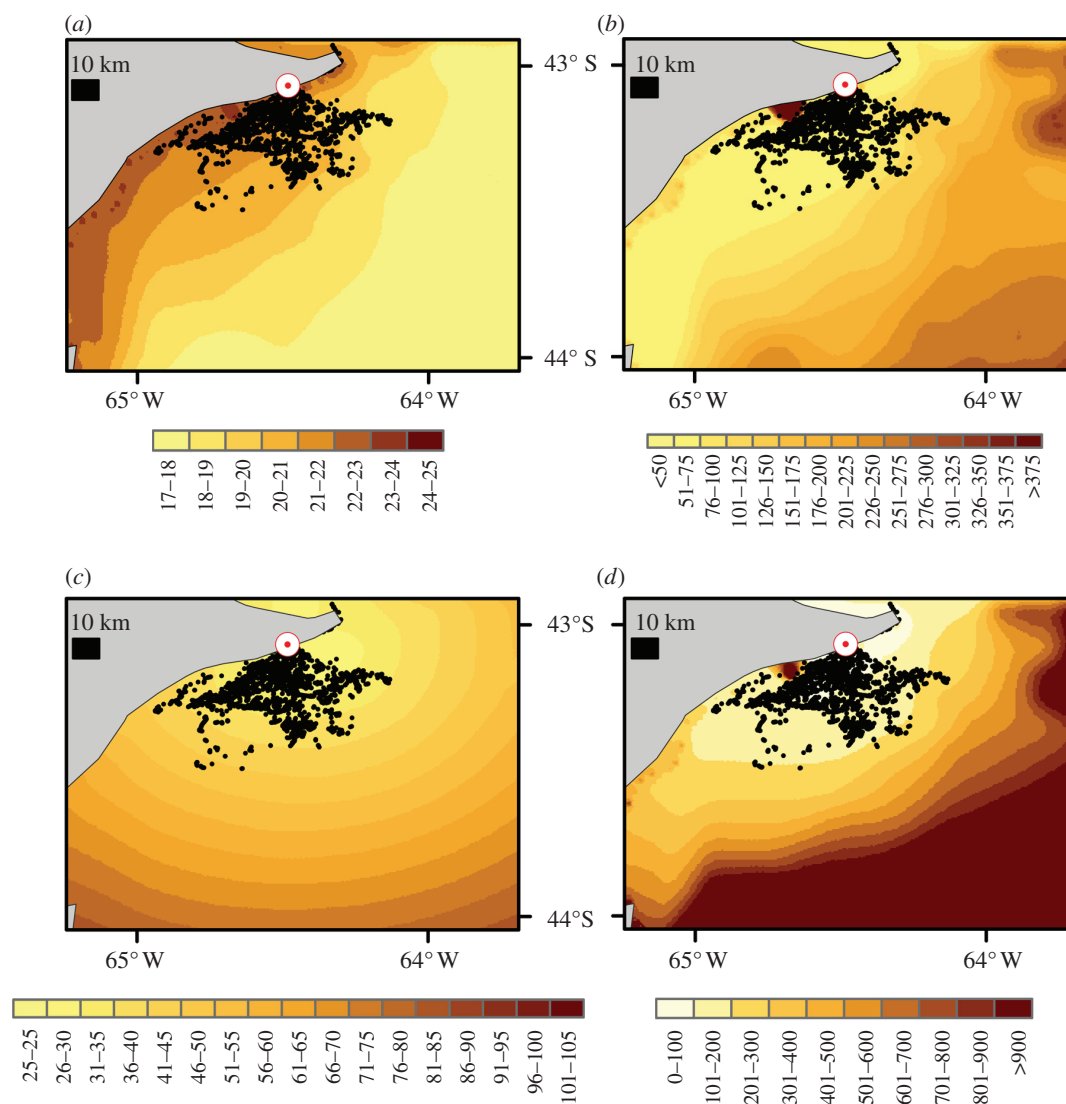 (a)
(b)
10 km
43° S
10 km
44° S
65° W
64° W
65° W
64° W
17–18
18–19
19–20
20–21
21–22
22–23
23–24
24–25
<50
51–75
76–100
101–125
126–150
151–175
176–200
201–225
226–250
251–275
276–300
301–325
326–350
351–375
>375
(c)
(d)
10 km
43°S
10 km
44°S
65° W
64° W
65° W
64° W
25–25
26–30
31–35
36–40
41–45
46–50
51–55
56–60
61–65
66–70
71–75
76–80
81–85
86–90
91–95
96–100
101–105
0–100
101–200
201–300
301–400
401–500
501–600
601–700
701–800
801–900
>900